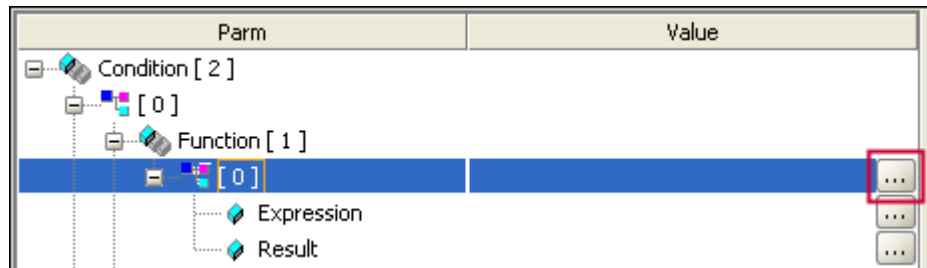 Parm Value
Condition [ 2 ]
[ 0 ]
Function [ 1 ]
[ 0 ]
...
Expression
...
Result
...